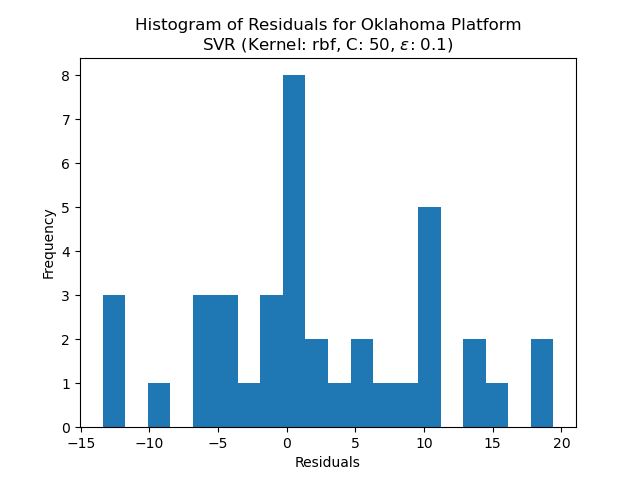 Histogram of Residuals for Oklahoma Platform
SVR (Kernel: rbf, C: 50, ε: 0.1)
8
7
6
5
4
3
2
1
0
Frequency
−15 −10 −5 0 5 10 15 20
Residuals